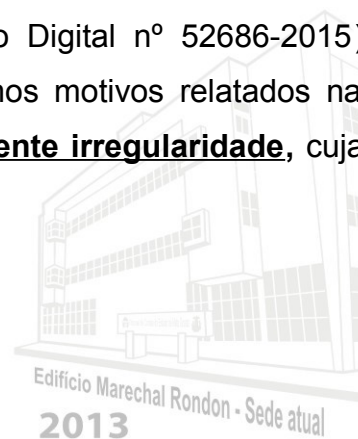 o Digital nº 52686-2015)
nos motivos relatados na
ente irregularidade, cuja
Edifício Marechal Rondon - Sede atual
2013